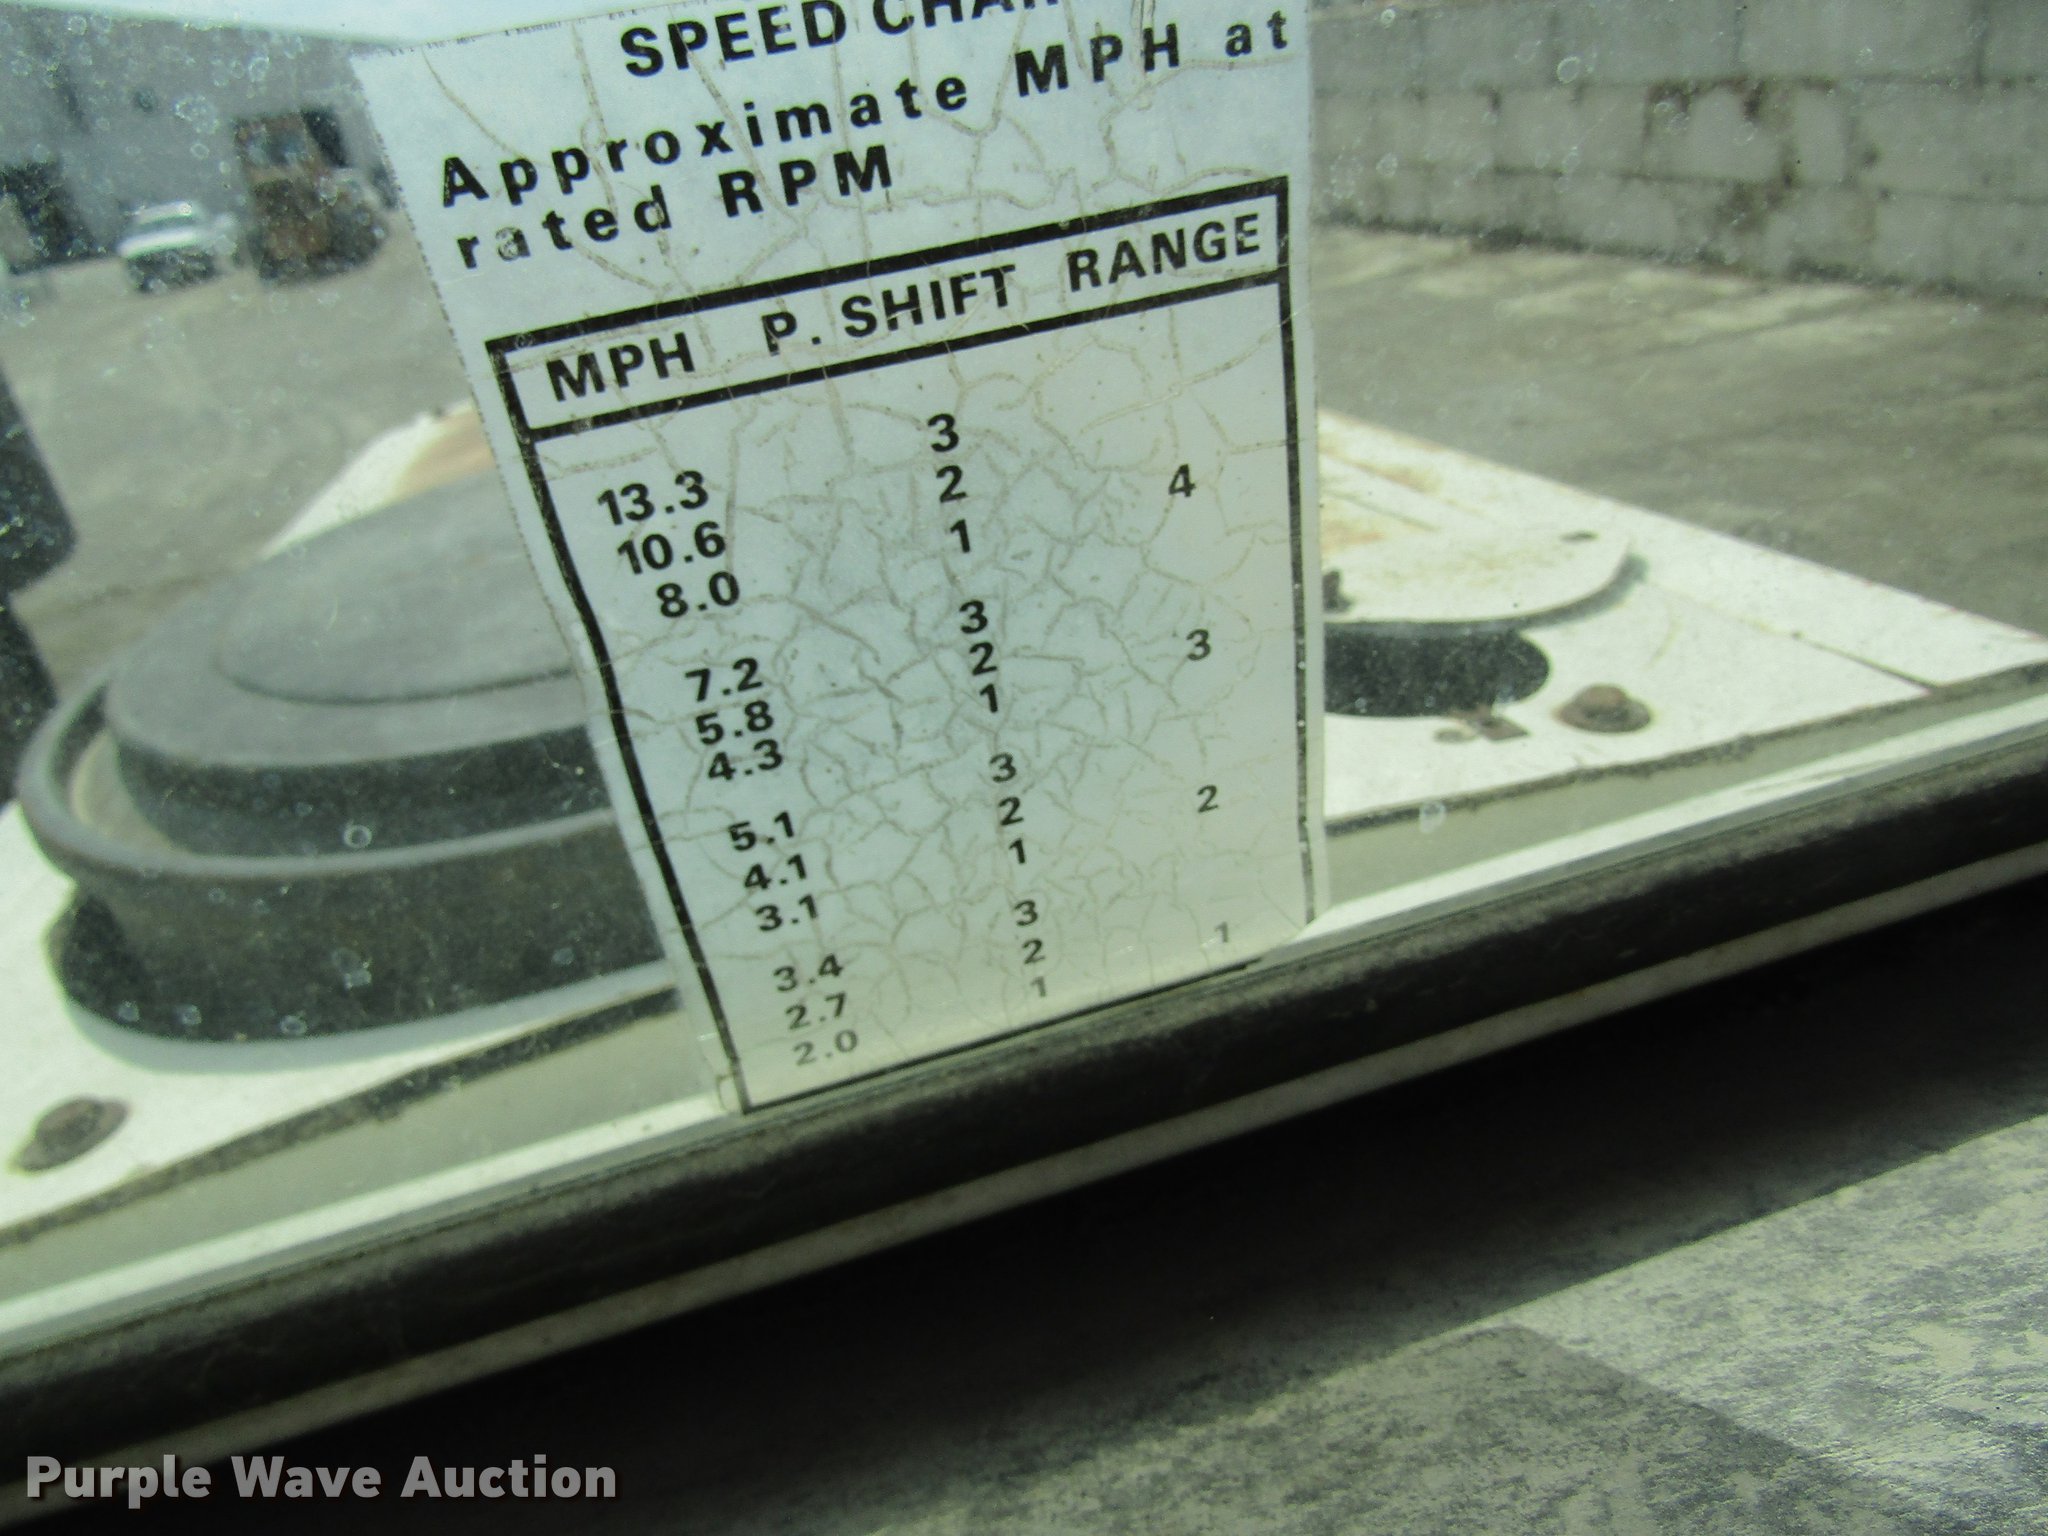 SPEED CHAR
Approximate MPH at
rated RPM
MPH P. SHIFT RANGE
13.3 3
10.6 2 4
8.0 1
7.2 3
5.8 2 3
4.3 1
5.1 3
4.1 2 2
3.1 1
3.4 3
2.7 2 1
2.0 1
Purple Wave Auction